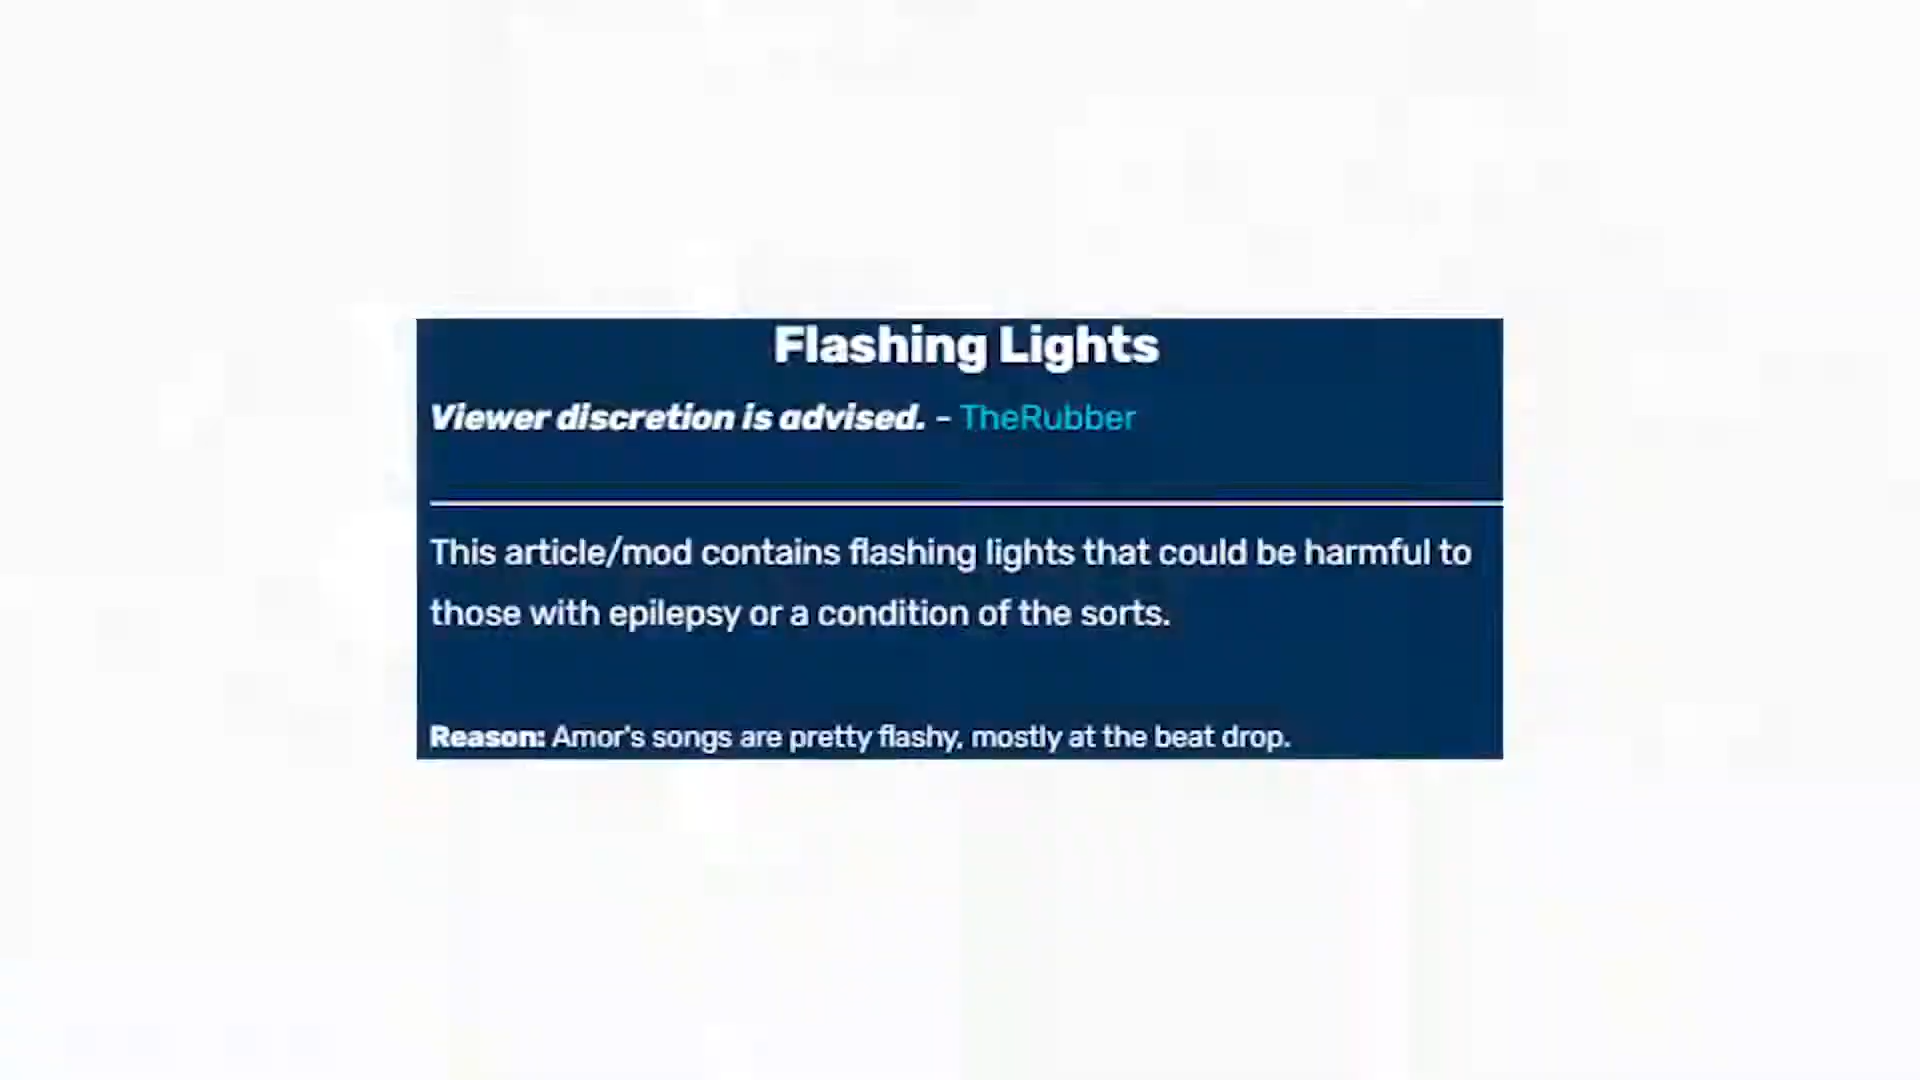 Flashing Lights
Viewer discretion is advised. - TheRubber
This article/mod contains flashing lights that could be harmful to
those with epilepsy or a condition of the sorts.
Reason: Amor's songs are pretty flashy, mostly at the beat drop.